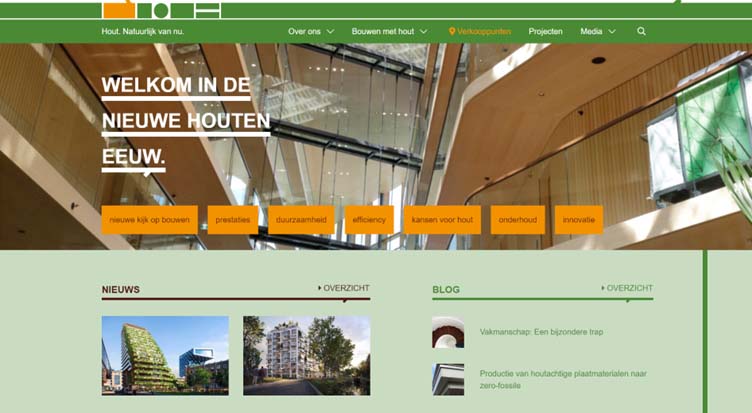 Hout. Natuurlijk van nu.
Over ons
Bouwen met hout
Verkooppunten
Projecten
Media
WELKOM IN DE
NIEUWE HOUTEN
EEUW.
nieuwe kijk op bouwen
prestaties
duurzaamheid
efficiency
kansen voor hout
onderhoud
innovatie
NIEUWS
OVERZICHT
BLOG
OVERZICHT
Vakmanschap: Een bijzondere trap
Productie van houtachtige plaatmaterialen naar
zero-fossile